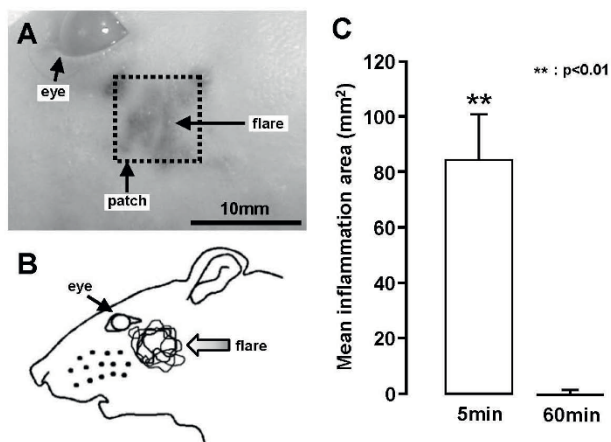 A
eye
flare
patch
10mm
B
eye
flare
C
** : p<0.01
Mean inflammation area (mm²)
120
100
80
60
40
20
0
**
5min
60min